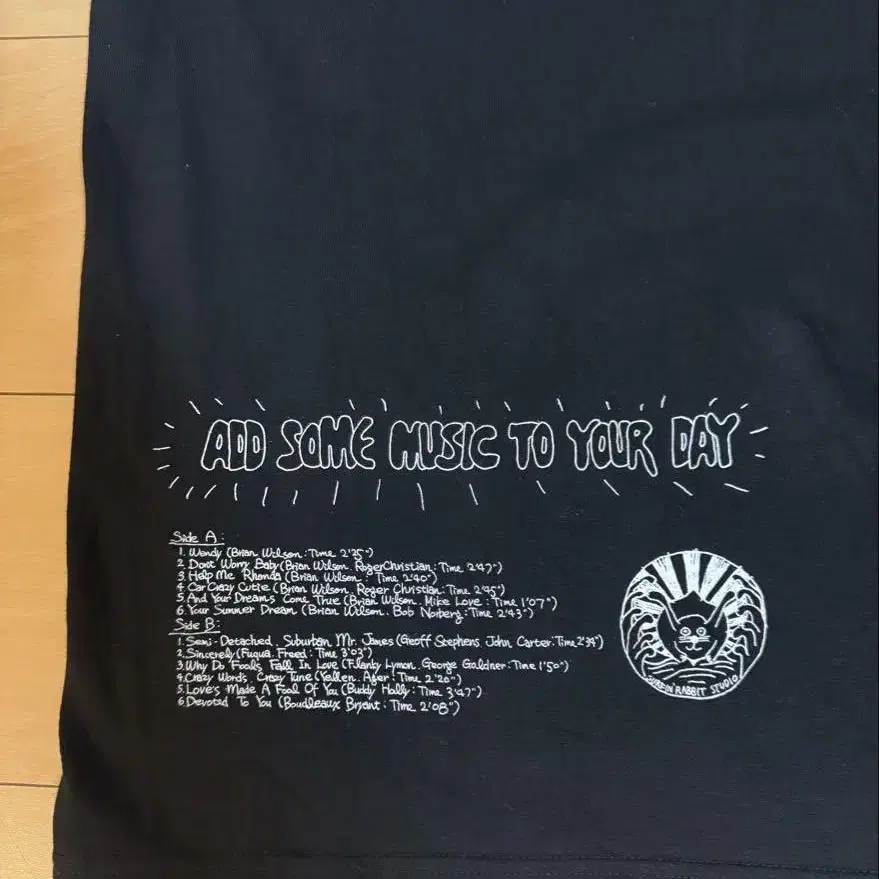 ADD SOME MUSIC TO YOUR DAY
Side A:
1. Wendy (Brian Wilson: Time 2'25")
2. Don't Worry Baby (Brian Wilson. Roger Christian: Time 2'47")
3. Help Me Rhonda (Brian Wilson: Time 2'40")
4. Car Crazy Cutie (Brian Wilson. Roger Christian: Time 2'45")
5. And Your Dreams Come True (Brian Wilson. Mike Love: Time 1'07")
6. Your Summer Dream (Brian Wilson. Bob Norberg: Time 2'43")
Side B:
1. Semi-Detached. Suburban Mr. James (Geoff Stephens John Carter: Time 2'34")
2. Sincerely (Fuqua. Freed: Time 3'03")
3. Why Do Fools Fall In Love (Flanky Lymon. George Goldner: Time 1'50")
4. Crazy Words. Crazy Tune (Yellen. Ager: Time 2'20")
5. Love's Made A Fool Of You (Buddy Holly: Time 3'47")
6. Devoted To You (Boudleaux Bryant: Time 2'08")
SURFIN' RABBIT STUDIO